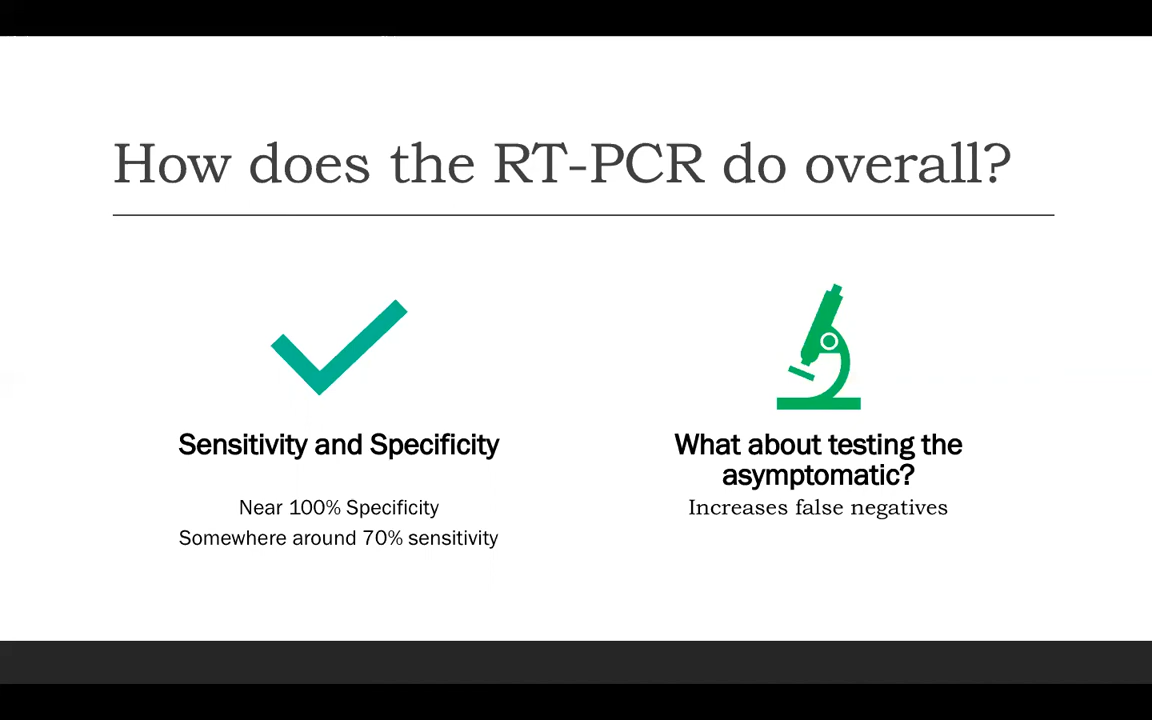 How does the RT-PCR do overall?
Sensitivity and Specificity
Near 100% Specificity
Somewhere around 70% sensitivity
What about testing the
asymptomatic?
Increases false negatives